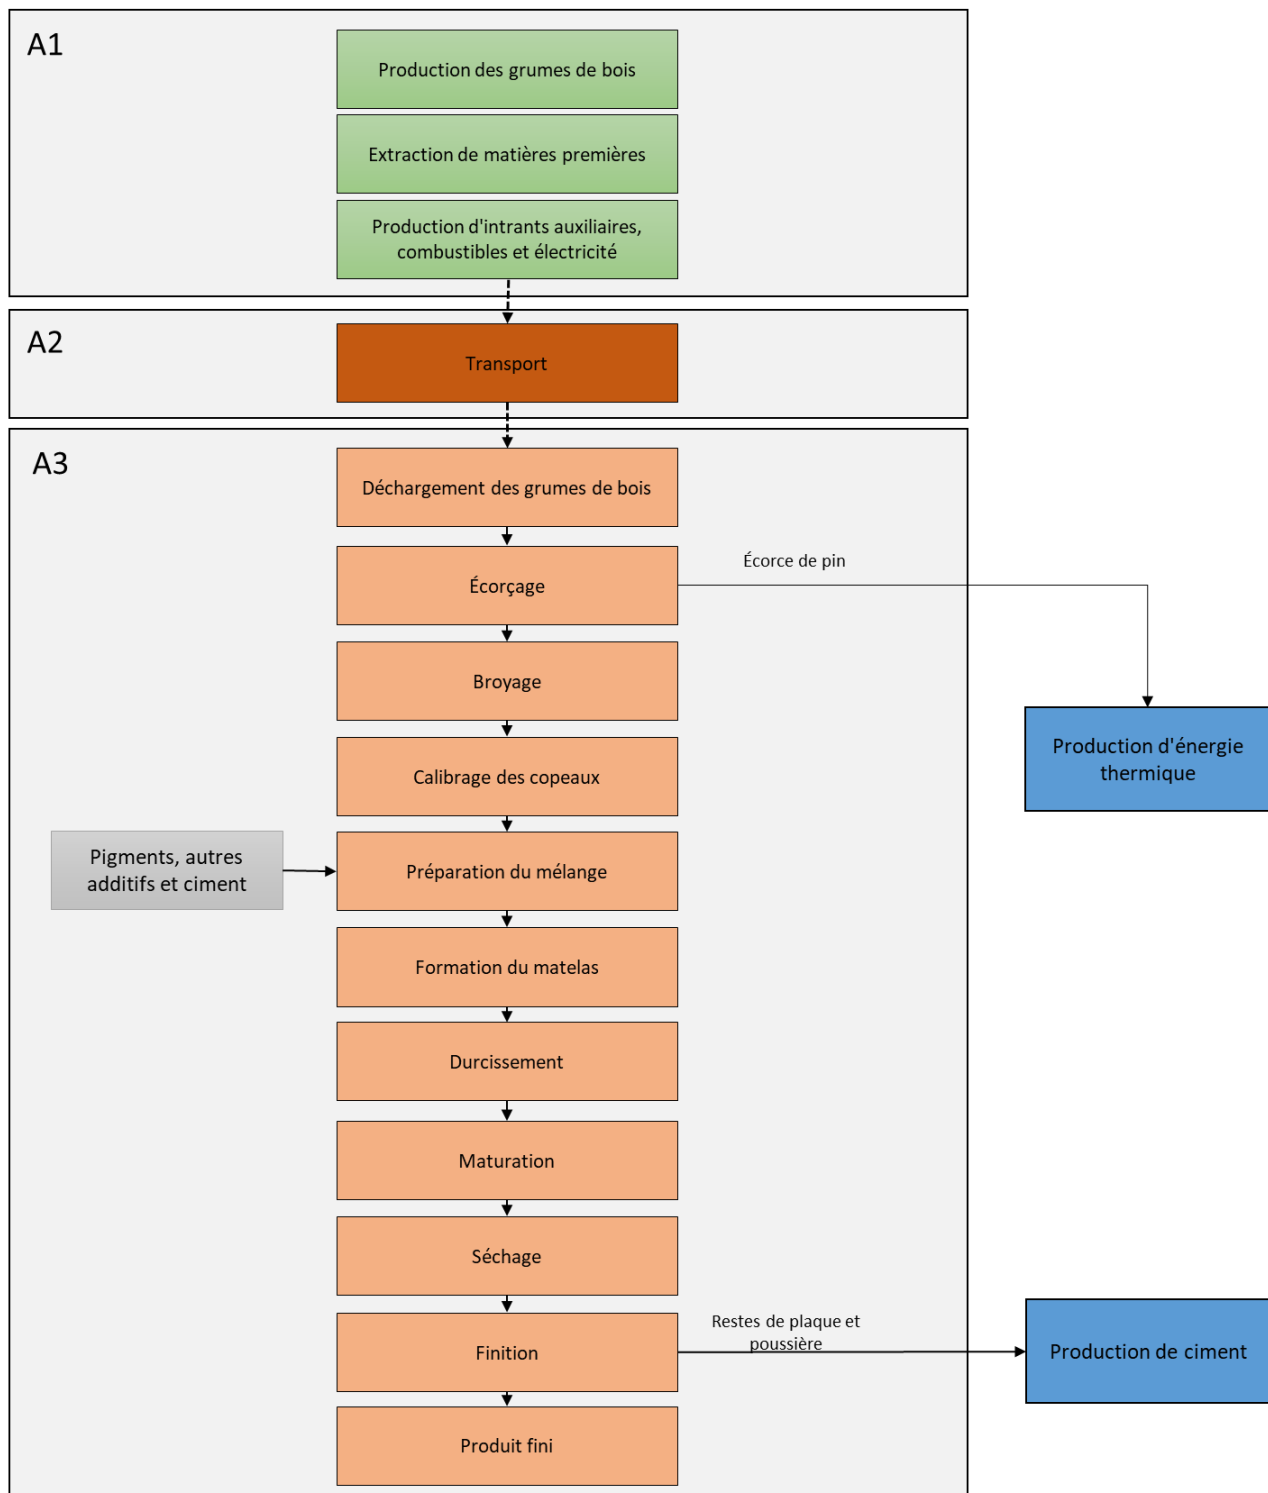 A1
Production des grumes de bois
Extraction de matières premières
Production d'intrants auxiliaires,
combustibles et électricité
A2
Transport
A3
Déchargement des grumes de bois
Écorçage
Écorce de pin
Broyage
Production d'énergie
thermique
Calibrage des copeaux
Pigments, autres
additifs et ciment
Préparation du mélange
Formation du matelas
Durcissement
Maturation
Séchage
Finition
Restes de plaque et
poussière
Production de ciment
Produit fini